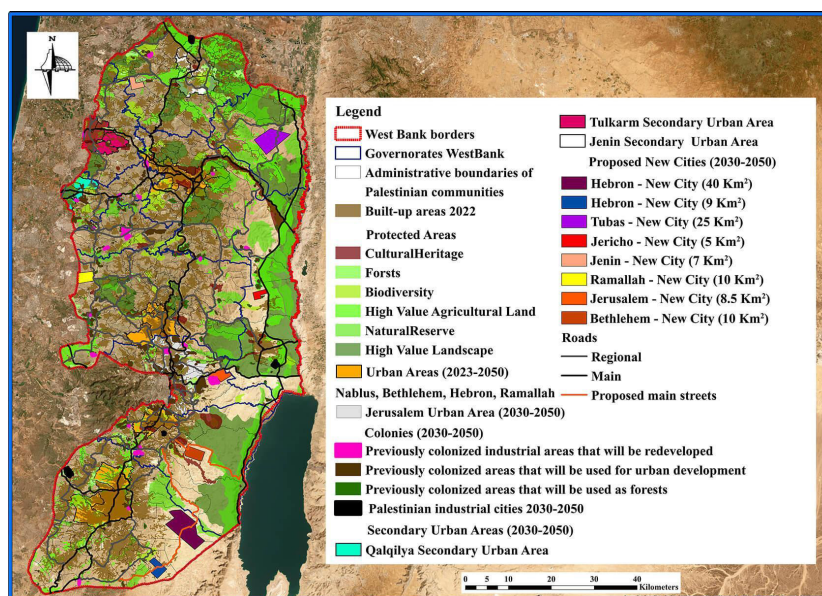 Legend
West Bank borders
Governorates WestBank
Administrative boundaries of
Palestinian communities
Built-up areas 2022
Protected Areas
CulturalHeritage
Forsts
Biodiversity
High Value Agricultural Land
NaturalReserve
High Value Landscape
Urban Areas (2023-2050)
Nablus, Bethlehem, Hebron, Ramallah
Jerusalem Urban Area (2030-2050)
Colonies (2030-2050)
Previously colonized industrial areas that will be redeveloped
Previously colonized areas that will be used for urban development
Previously colonized areas that will be used as forests
Palestinian industrial cities 2030-2050
Secondary Urban Areas (2030-2050)
Qalqilya Secondary Urban Area
Tulkarm Secondary Urban Area
Jenin Secondary Urban Area
Proposed New Cities (2030-2050)
Hebron - New City (40 Km²)
Hebron - New City (9 Km²)
Tubas - New City (25 Km²)
Jericho - New City (5 Km²)
Jenin - New City (7 Km²)
Ramallah - New City (10 Km²)
Jerusalem - New City (8.5 Km²)
Bethlehem - New City (10 Km²)
Roads
Regional
Main
Proposed main streets
0 5 10 20 30 40
Kilometers